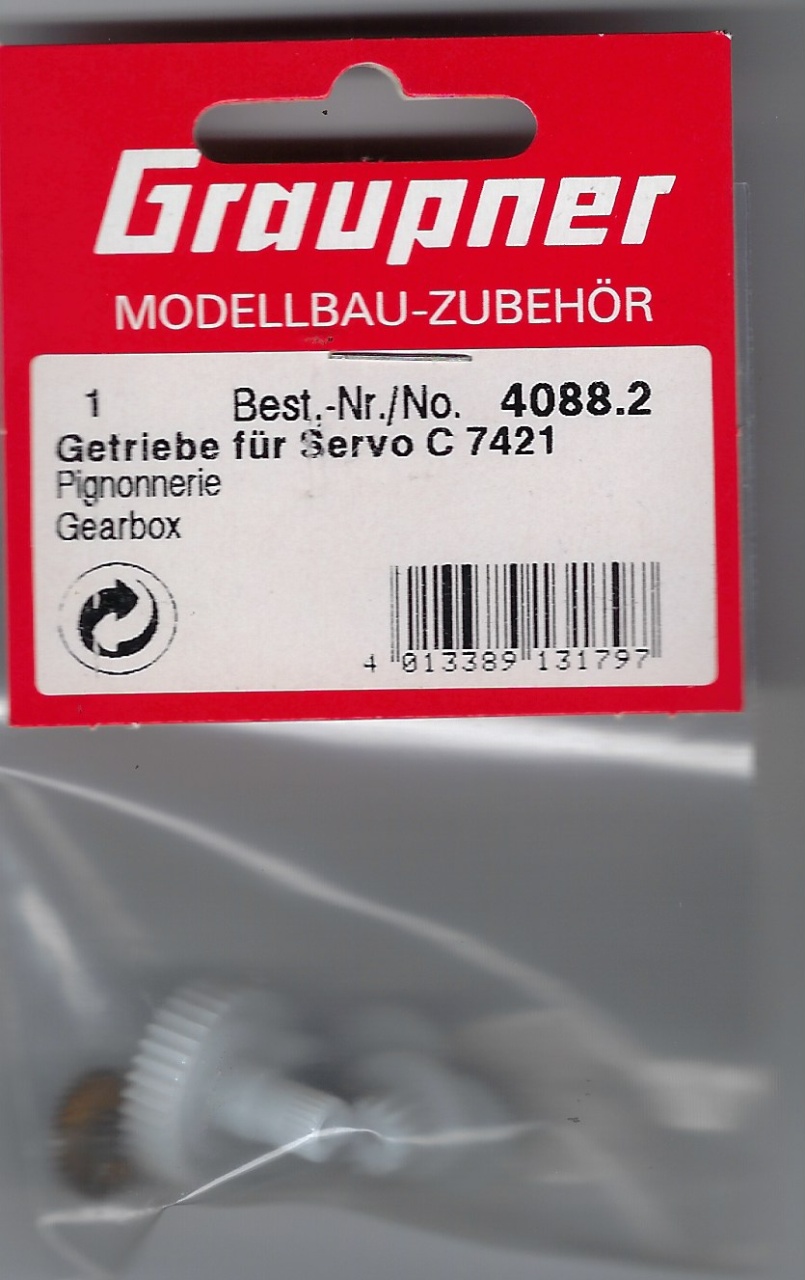 Graupner
MODELLBAU-ZUBEHÖR
1 Best.-Nr./No. 4088.2
Getriebe für Servo C 7421
Pignonnerie
Gearbox
4 013389 131797